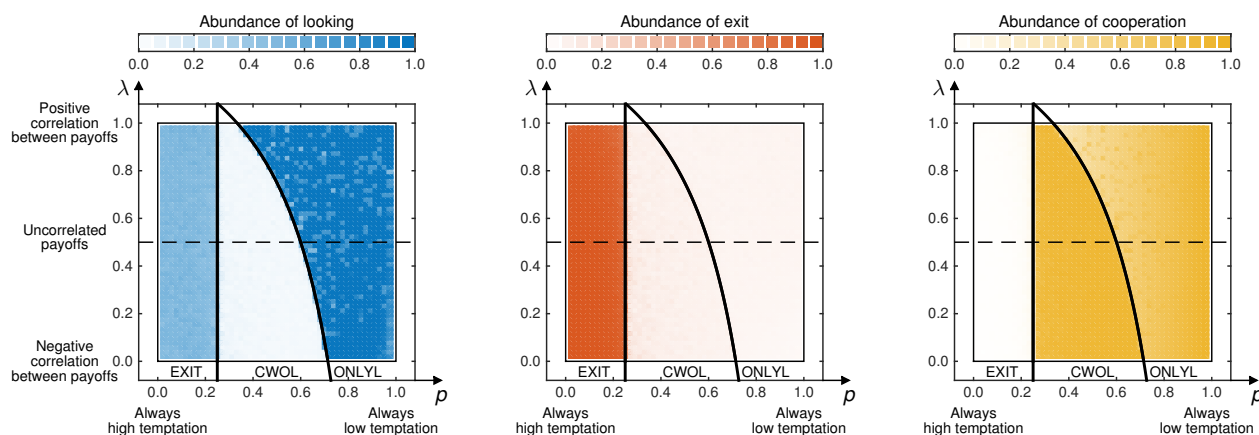 Abundance of looking
0.0 0.2 0.4 0.6 0.8 1.0
λ
Positive
correlation
between payoffs
Uncorrelated
payoffs
Negative
correlation
between payoffs
1.0
0.8
0.6
0.4
0.2
0.0
EXIT CWOL ONLYL
0.0 0.2 0.4 0.6 0.8 1.0 p
Always
high temptation
Always
low temptation
Abundance of exit
0.0 0.2 0.4 0.6 0.8 1.0
λ
1.0
0.8
0.6
0.4
0.2
0.0
EXIT CWOL ONLYL
0.0 0.2 0.4 0.6 0.8 1.0 p
Always
high temptation
Always
low temptation
Abundance of cooperation
0.0 0.2 0.4 0.6 0.8 1.0
λ
1.0
0.8
0.6
0.4
0.2
0.0
EXIT CWOL ONLYL
0.0 0.2 0.4 0.6 0.8 1.0 p
Always
high temptation
Always
low temptation